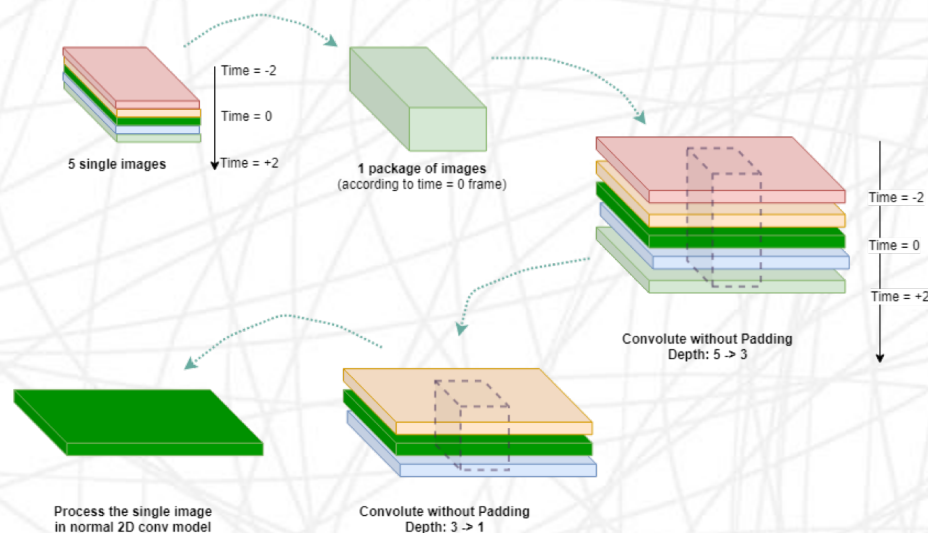 Time = -2
Time = 0
Time = +2
5 single images
1 package of images
(according to time = 0 frame)
Time = -2
Time = 0
Time = +2
Convolute without Padding
Depth: 5 -> 3
Process the single image
in normal 2D conv model
Convolute without Padding
Depth: 3 -> 1